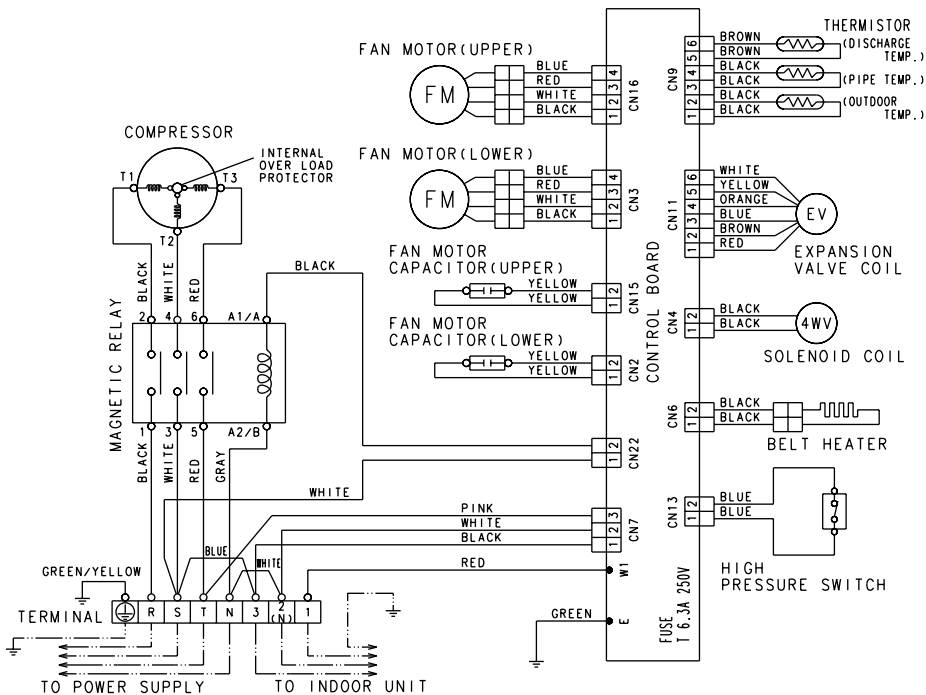 THERMISTOR
FAN MOTOR(UPPER)
FM
BLUE
RED
WHITE
BLACK
4
3
2
1
CN16
CN9
6
5
4
3
2
1
BROWN
BROWN
BLACK
BLACK
BLACK
BLACK
(DISCHARGE
TEMP.)
(PIPE TEMP.)
(OUTDOOR
TEMP.)
COMPRESSOR
INTERNAL
OVER LOAD
PROTECTOR
T1
T3
T2
FAN MOTOR(LOWER)
FM
BLUE
RED
WHITE
BLACK
4
3
2
1
CN3
CN11
6
5
4
3
2
1
WHITE
YELLOW
ORANGE
BLUE
BROWN
RED
EV
EXPANSION
VALVE COIL
FAN MOTOR
CAPACITOR(UPPER)
YELLOW
YELLOW
2
1
CN15
FAN MOTOR
CAPACITOR(LOWER)
YELLOW
YELLOW
2
1
CN2
CONTROL BOARD
CN4
2
1
BLACK
BLACK
4WV
SOLENOID COIL
CN6
2
1
BLACK
BLACK
BELT HEATER
BLACK
WHITE
RED
BLACK
MAGNETIC RELAY
2
4
6
A1/A
1
3
5
A2/B
BLACK
WHITE
RED
GRAY
WHITE
2
1
CN22
CN13
2
1
BLUE
BLUE
HIGH
PRESSURE SWITCH
PINK
WHITE
BLACK
3
2
1
CN7
BLUE
WHITE
RED
W1
GREEN
E
FUSE
T 6.3A 250V
GREEN/YELLOW
TERMINAL
R
S
T
N
3
2
(N)
1
TO POWER SUPPLY
TO INDOOR UNIT